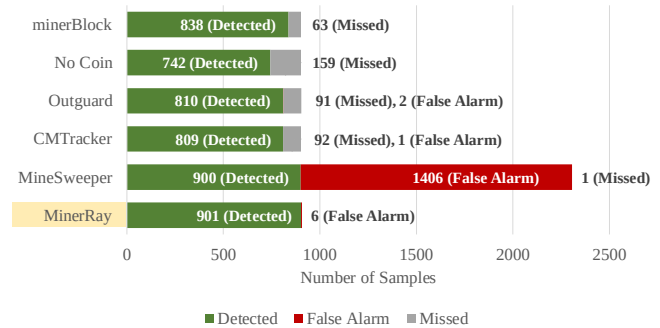 minerBlock 838 (Detected) 63 (Missed)
No Coin 742 (Detected) 159 (Missed)
Outguard 810 (Detected) 91 (Missed), 2 (False Alarm)
CMTracker 809 (Detected) 92 (Missed), 1 (False Alarm)
MineSweeper 900 (Detected) 1406 (False Alarm) 1 (Missed)
MinerRay 901 (Detected) 6 (False Alarm)
0 500 1000 1500 2000 2500
Number of Samples
Detected False Alarm Missed